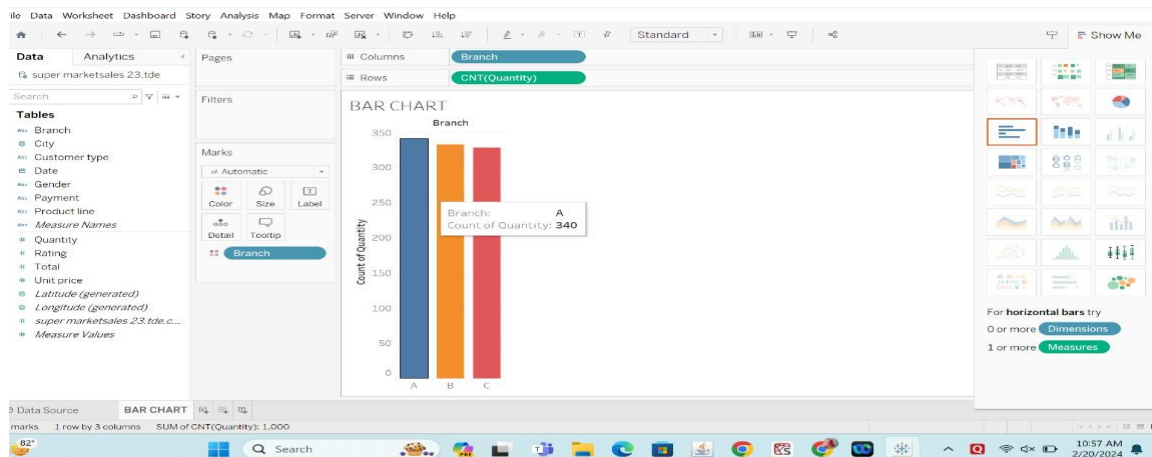 ile Data Worksheet Dashboard Story Analysis Map Format Server Window Help
Standard
Show Me
Data Analytics
super marketsales 23.tde
Search
Tables
Abc Branch
City
Abc Customer type
Date
Abc Gender
Abc Payment
Abc Product line
Abc Measure Names
# Quantity
# Rating
# Total
# Unit price
Latitude (generated)
Longitude (generated)
# super marketsales 23.tde.c...
# Measure Values
Pages
Filters
Marks
Automatic
Color Size Label
Detail Tooltip
Branch
Columns Branch
Rows CNT(Quantity)
BAR CHART
Branch
350
300
250
200
150
100
50
0
Count of Quantity
A B C
Branch: A
Count of Quantity: 340
For horizontal bars try
0 or more Dimensions
1 or more Measures
Data Source BAR CHART
marks 1 row by 3 columns SUM of CNT(Quantity): 1,000
82°
Search
10:57 AM
2/20/2024